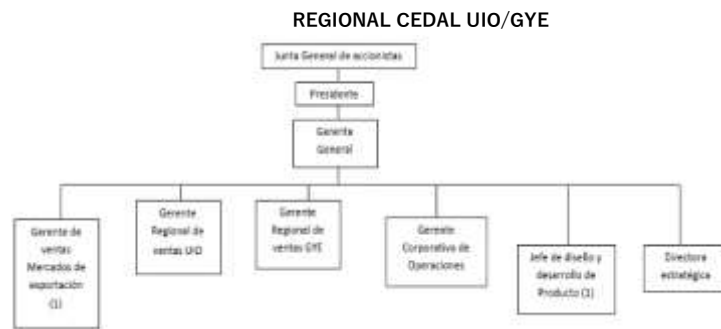 REGIONAL CEDAL UIO/GYE
Junta General de accionistas
Presidente
Gerente
General
Gerente de
ventas
Mercados de
exportación
(1)
Gerente
Regional de
ventas UIO
Gerente
Regional de
ventas GYE
Gerente
Corporativo de
Operaciones
Jefe de diseño y
desarrollo de
Producto (1)
Directora
estratégica